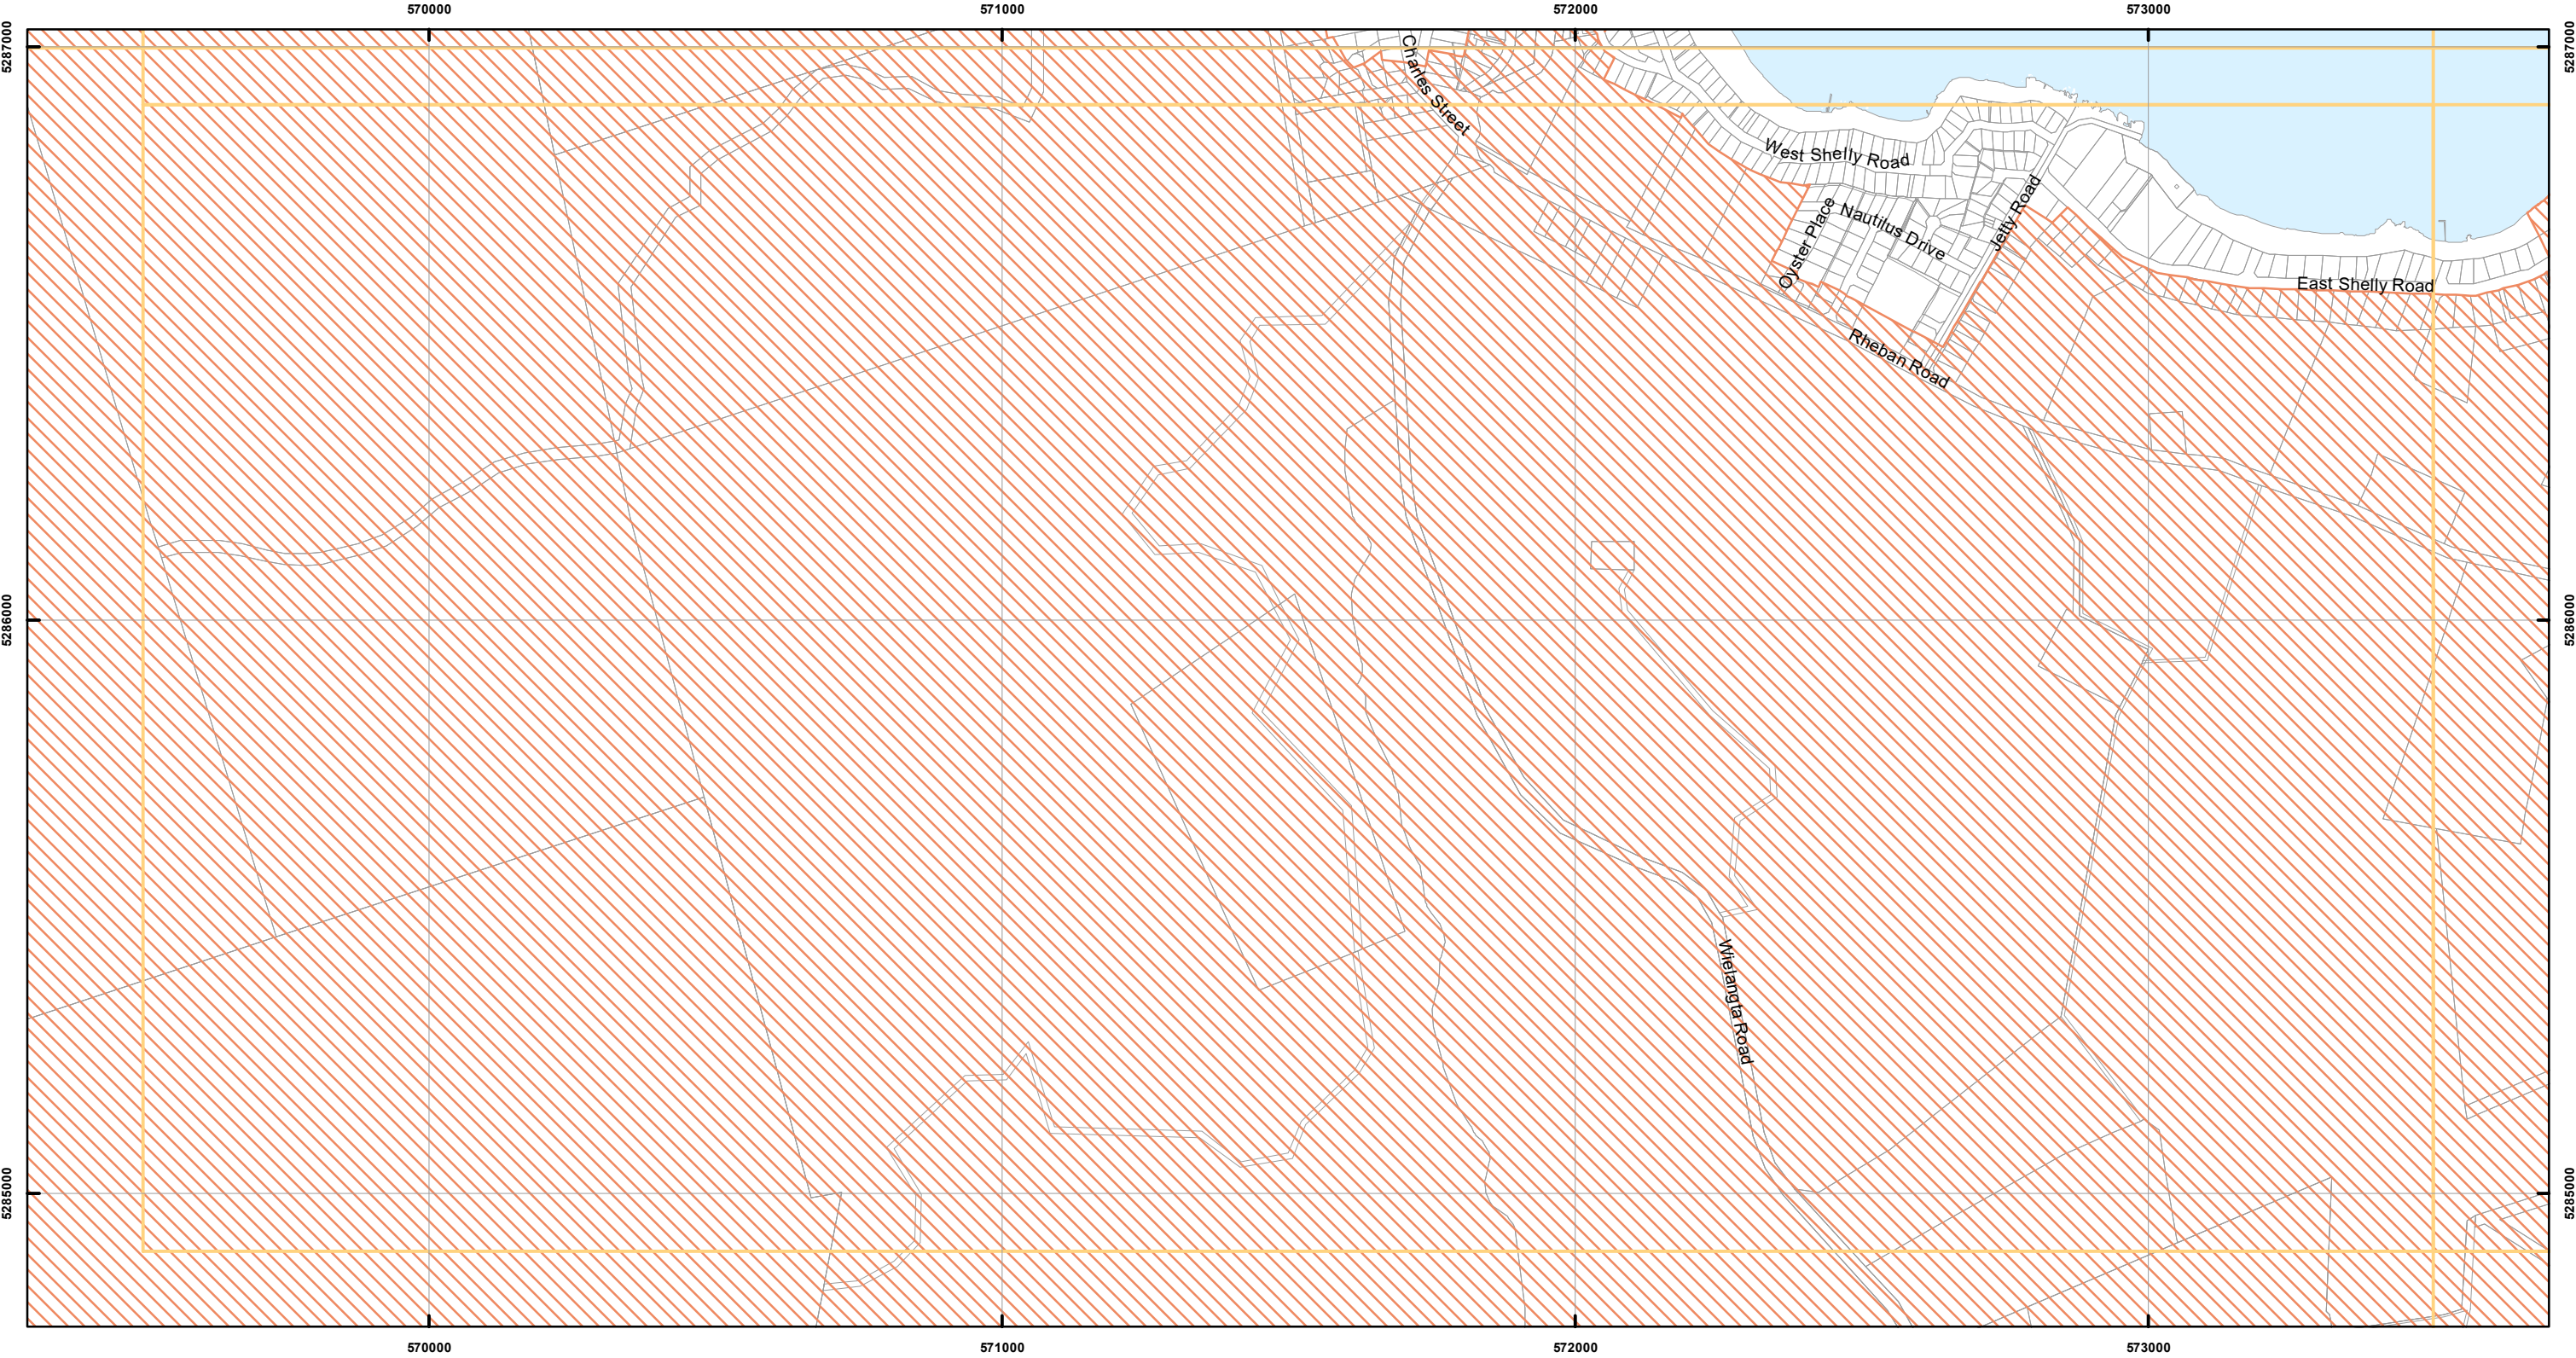 570000 571000 572000 573000
5287000 5287000
Charles Street
West Shelly Road
Oyster Place
Nautilus Drive
Jetty Road
East Shelly Road
Rheban Road
5286000 5286000
Wielangta Road
5285000 5285000
570000 571000 572000 573000